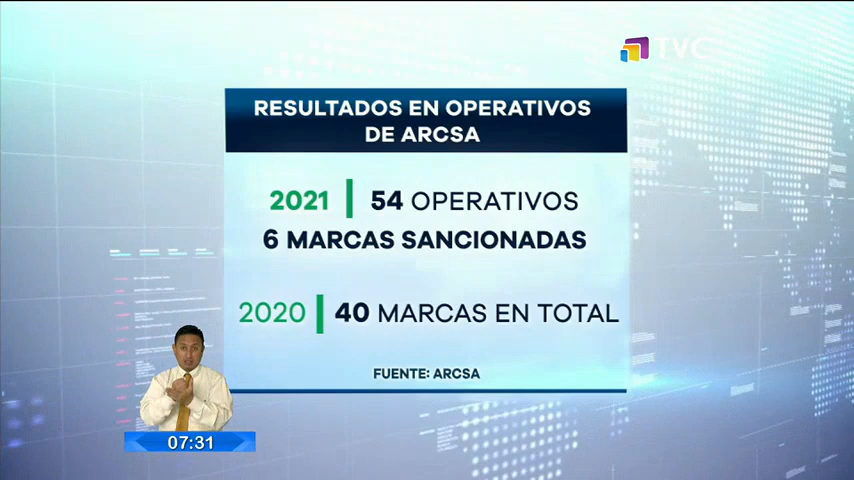 TVC
RESULTADOS EN OPERATIVOS
DE ARCSA
2021 | 54 OPERATIVOS
6 MARCAS SANCIONADAS
2020 | 40 MARCAS EN TOTAL
FUENTE: ARCSA
07:31